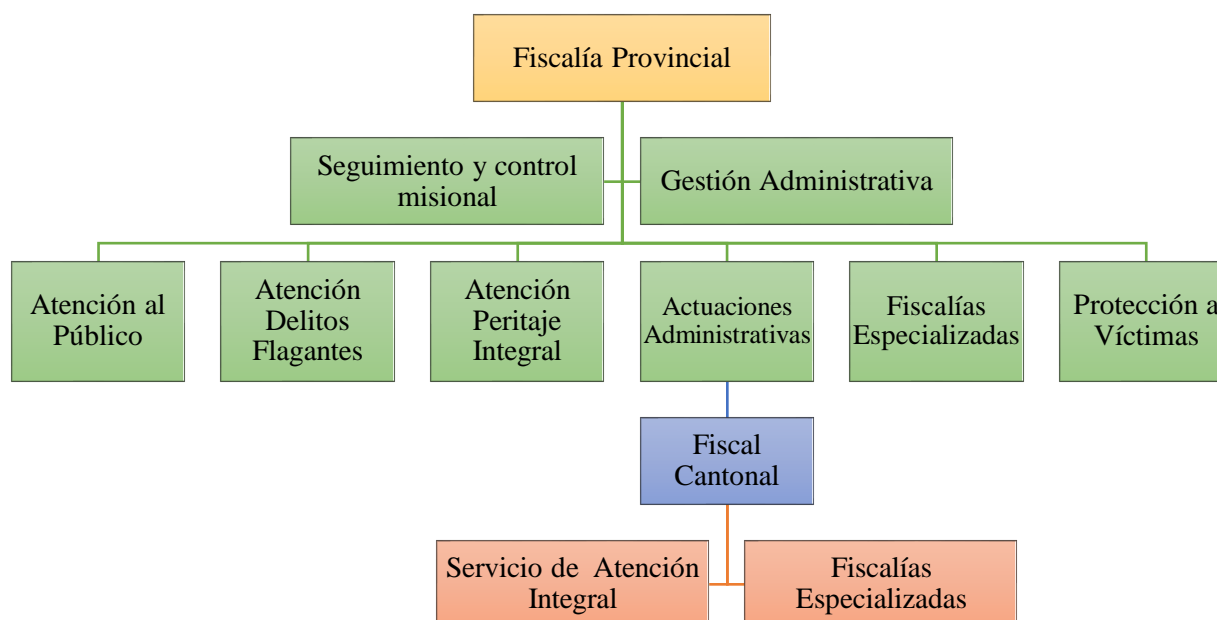 Fiscalía Provincial
Seguimiento y control
misional
Gestión Administrativa
Atención al
Público
Atención
Delitos
Flagantes
Atención
Peritaje
Integral
Actuaciones
Administrativas
Fiscalías
Especializadas
Protección a
Víctimas
Fiscal
Cantonal
Servicio de Atención
Integral
Fiscalías
Especializadas